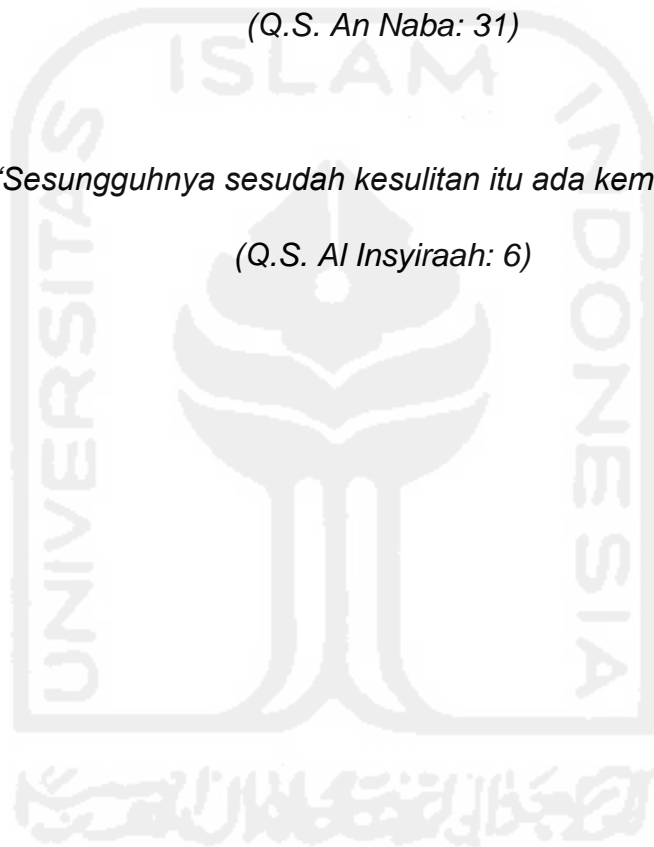 (Q.S. An Naba: 31)
ISLAM
“Sesungguhnya sesudah kesulitan itu ada kem
(Q.S. Al Insyiraah: 6)
UNIVERSITAS
INDONESIA